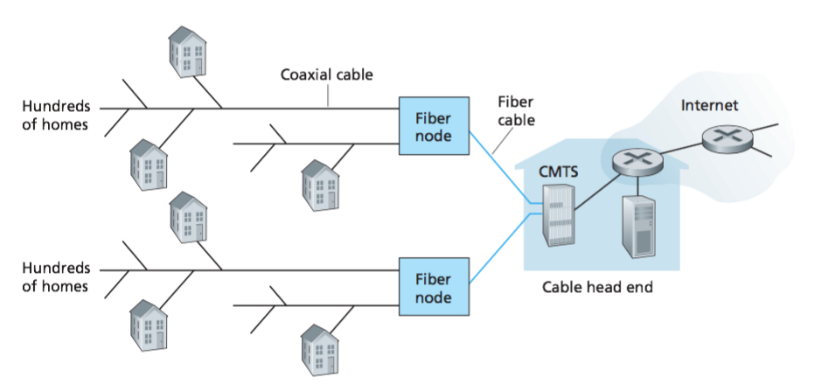 Coaxial cable
Hundreds
of homes
Fiber
node
Fiber
cable
Internet
CMTS
Hundreds
of homes
Fiber
node
Cable head end